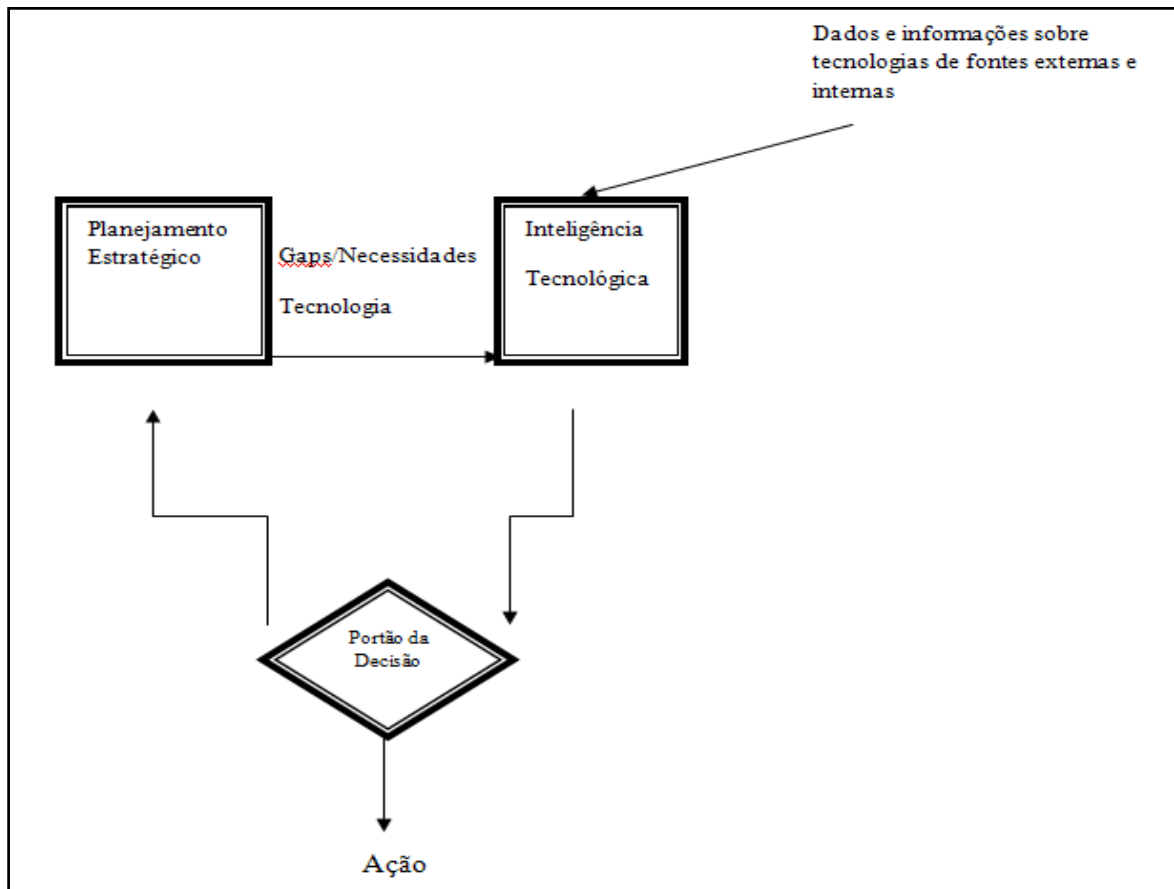 Dados e informações sobre
tecnologias de fontes externas e
internas
Planejamento
Estratégico
Gaps/Necessidades
Tecnologia
Inteligência
Tecnológica
Portão da
Decisão
Ação